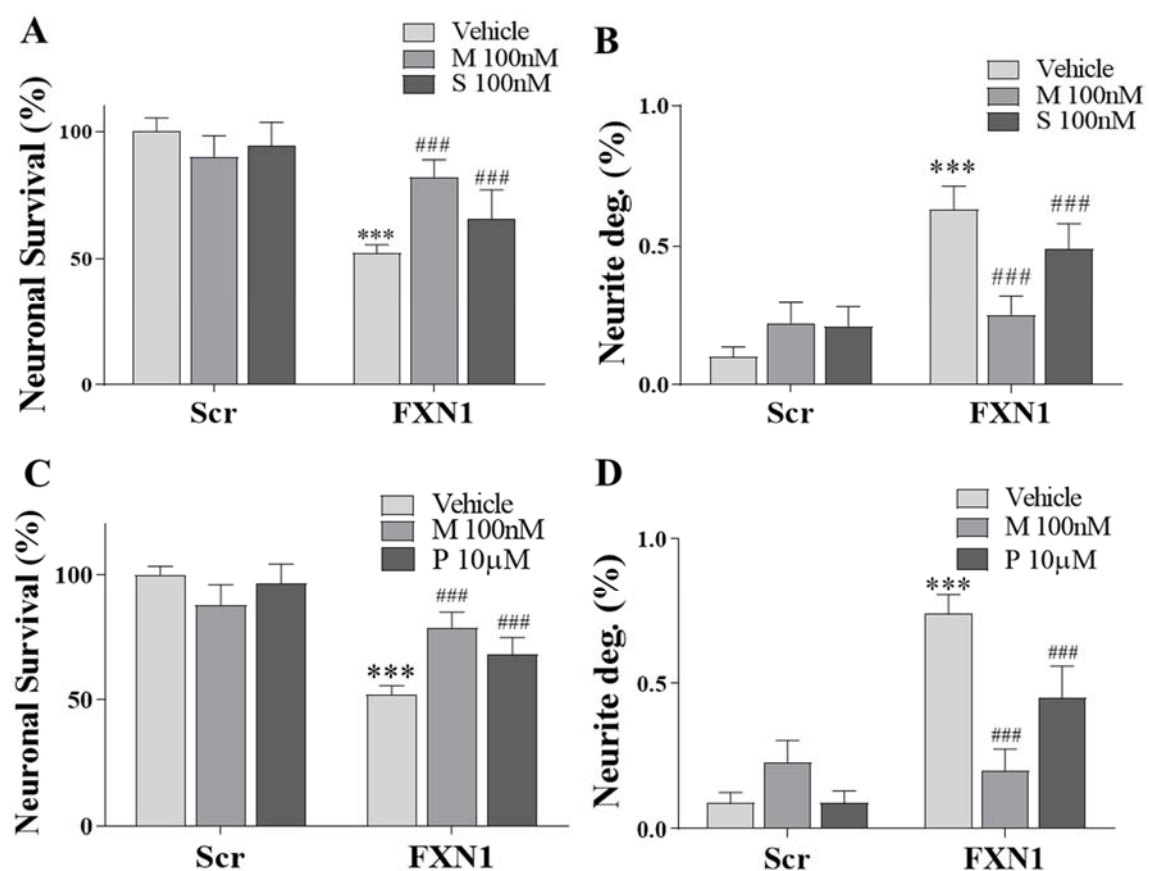 A
Vehicle
M 100nM
S 100nM
Neuronal Survival (%)
100
50
0
***
###
###
Scr
FXN1
B
Vehicle
M 100nM
S 100nM
Neurite deg. (%)
1.0
0.5
0.0
***
###
###
Scr
FXN1
C
Vehicle
M 100nM
P 10μM
Neuronal Survival (%)
100
50
0
***
###
###
Scr
FXN1
D
Vehicle
M 100nM
P 10μM
Neurite deg. (%)
1.0
0.5
0.0
***
###
###
Scr
FXN1